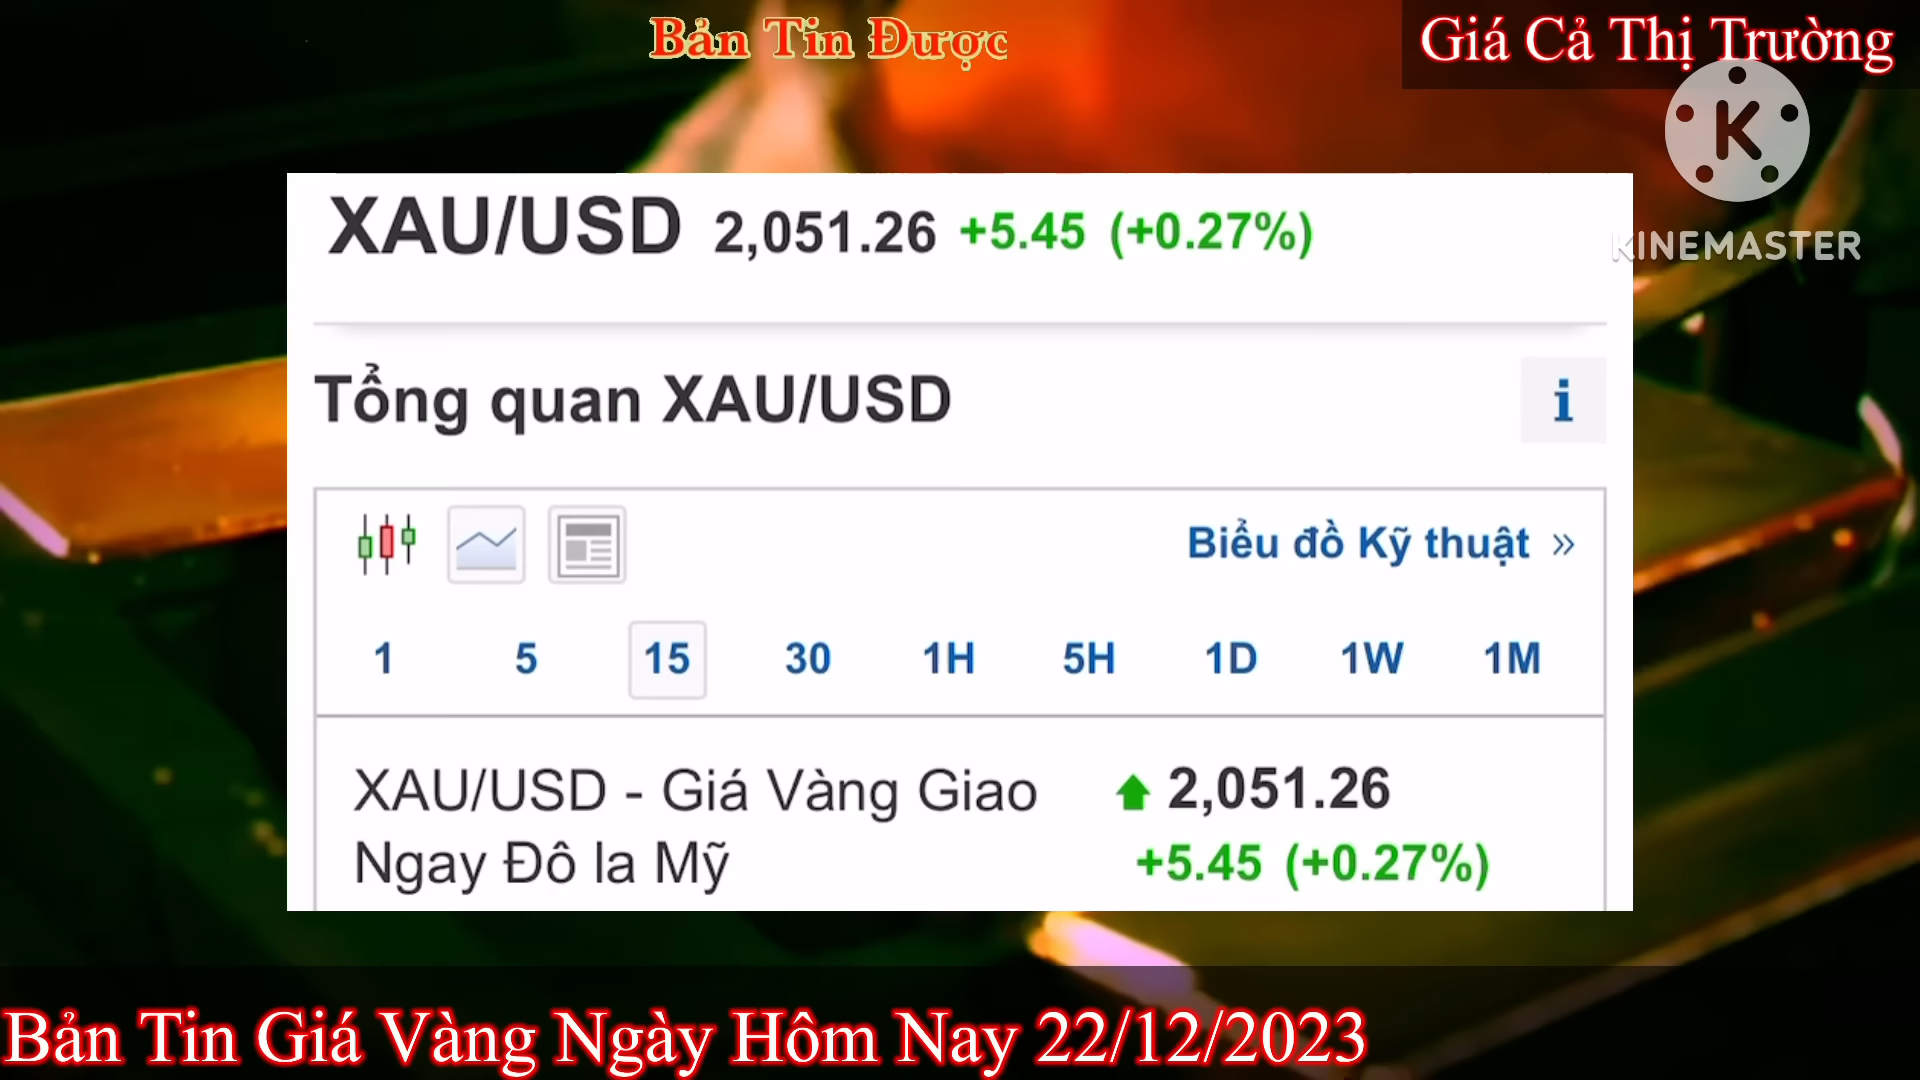 Bản Tin Được
Giá Cả Thị Trường
K
KINEMASTER
XAU/USD 2,051.26 +5.45 (+0.27%)
Tổng quan XAU/USD
i
Biểu đồ Kỹ thuật »
1 5 15 30 1H 5H 1D 1W 1M
XAU/USD - Giá Vàng Giao 2,051.26
Ngay Đô la Mỹ +5.45 (+0.27%)
Bản Tin Giá Vàng Ngày Hôm Nay 22/12/2023